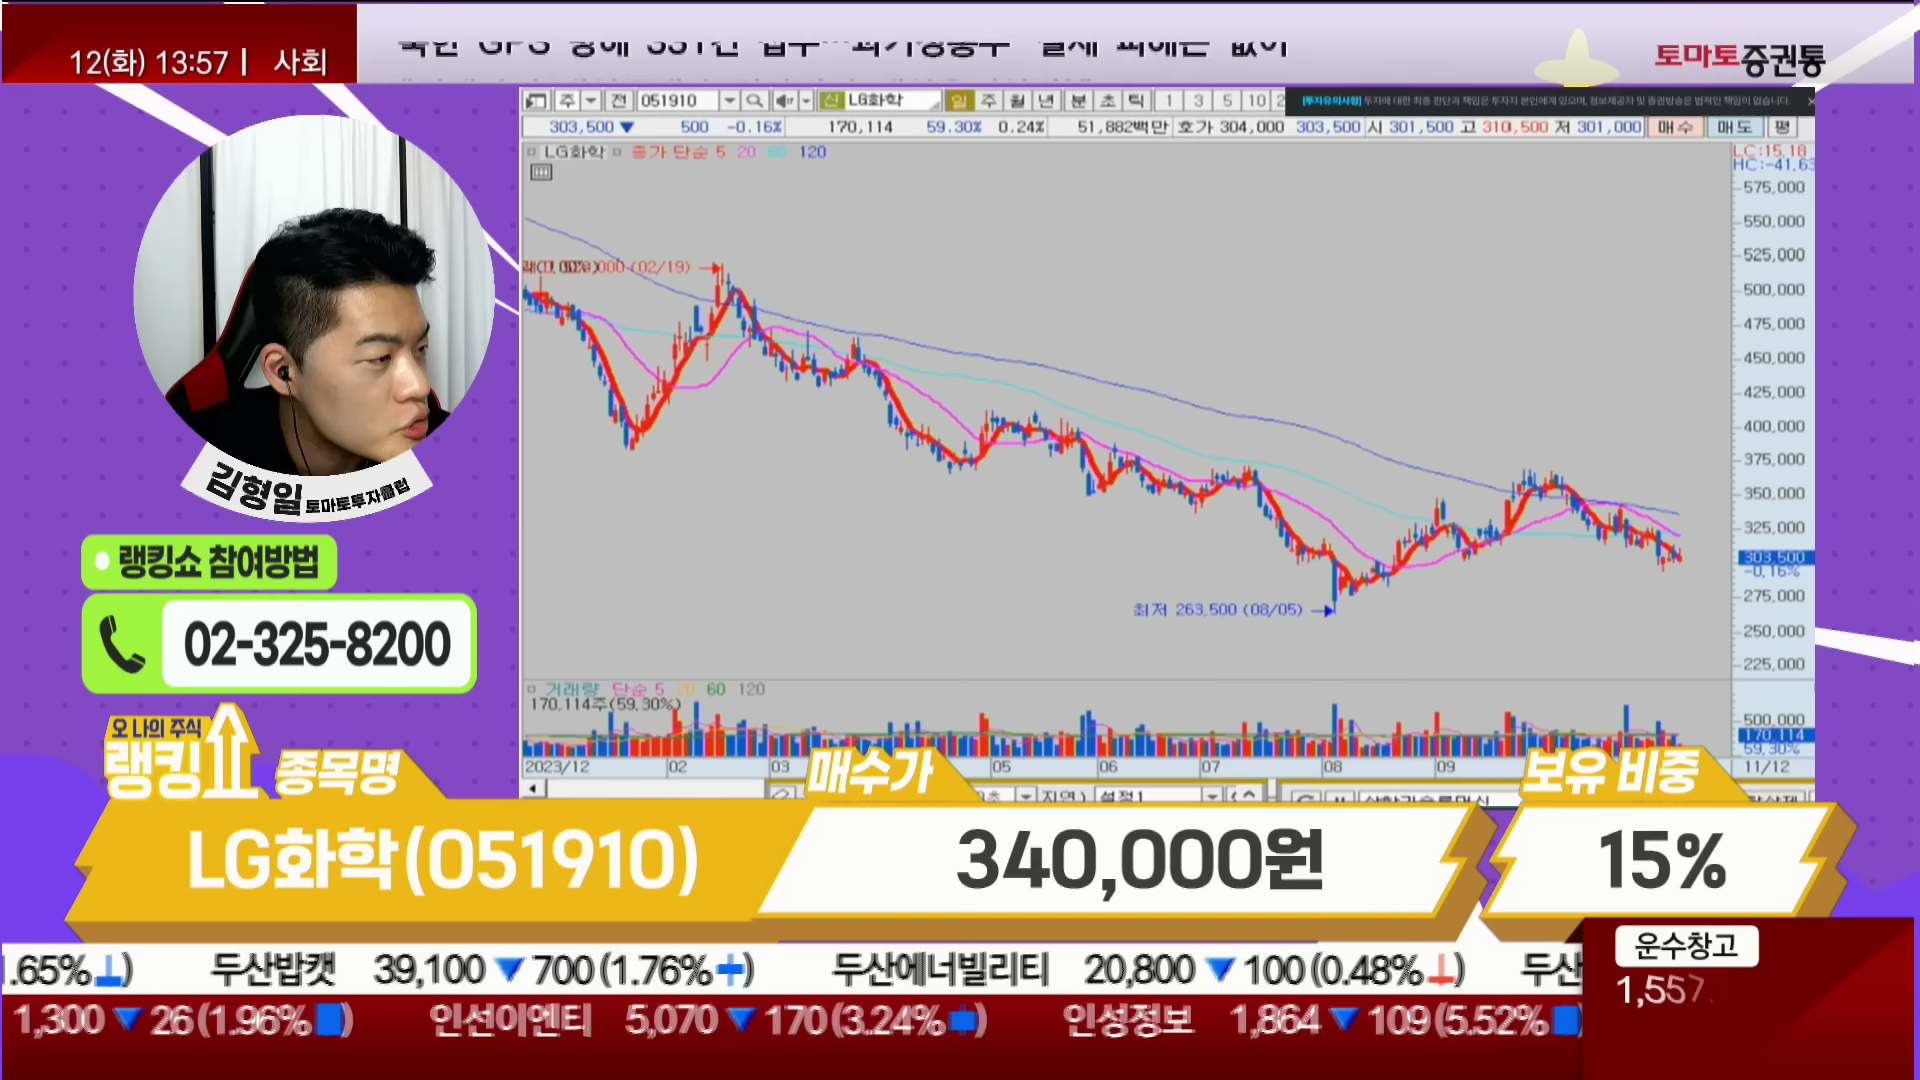 12(화) 13:57 | 사회
토마토증권통
주 전 051910 신 LG화학 일 주 월 년 분 초 틱 1 3 5 10
[투자유의사항] 투자에 대한 최종 판단과 책임은 투자자 본인에게 있으며, 정보제공자 및 증권방송은 법적인 책임이 없습니다.
303,500 ▼ 500 -0.16% 170,114 59.30% 0.24% 51,882백만 호가 304,000 303,500 시 301,500 고 310,500 저 301,000 매수 매도 평
LG화학 종가 단순 5 20 60 120
LC:15.18
HC:-41.63
575,000
550,000
525,000
500,000
475,000
450,000
425,000
400,000
375,000
350,000
325,000
303,500
-0.16%
275,000
250,000
225,000
(02/19)
최저 263,500 (08/05)
거래량 단순 5 20 60 120
170,114주(59.30%)
500,000
170,114
59.30%
2023/12 02 03 05 06 07 08 09 11/12
김형일 토마토투자클럽
랭킹쇼 참여방법
02-325-8200
오 나의 주식
랭킹쇼
종목명
매수가
보유 비중
LG화학(051910)
340,000원
15%
1.65% ) 두산밥캣 39,100 ▼ 700 (1.76% ) 두산에너빌리티 20,800 ▼ 100 (0.48% ) 두산
1,300 ▼ 26 (1.96% ) 인선이엔티 5,070 ▼ 170 (3.24% ) 인성정보 1,864 ▼ 109 (5.52% )
운수창고
1,557.